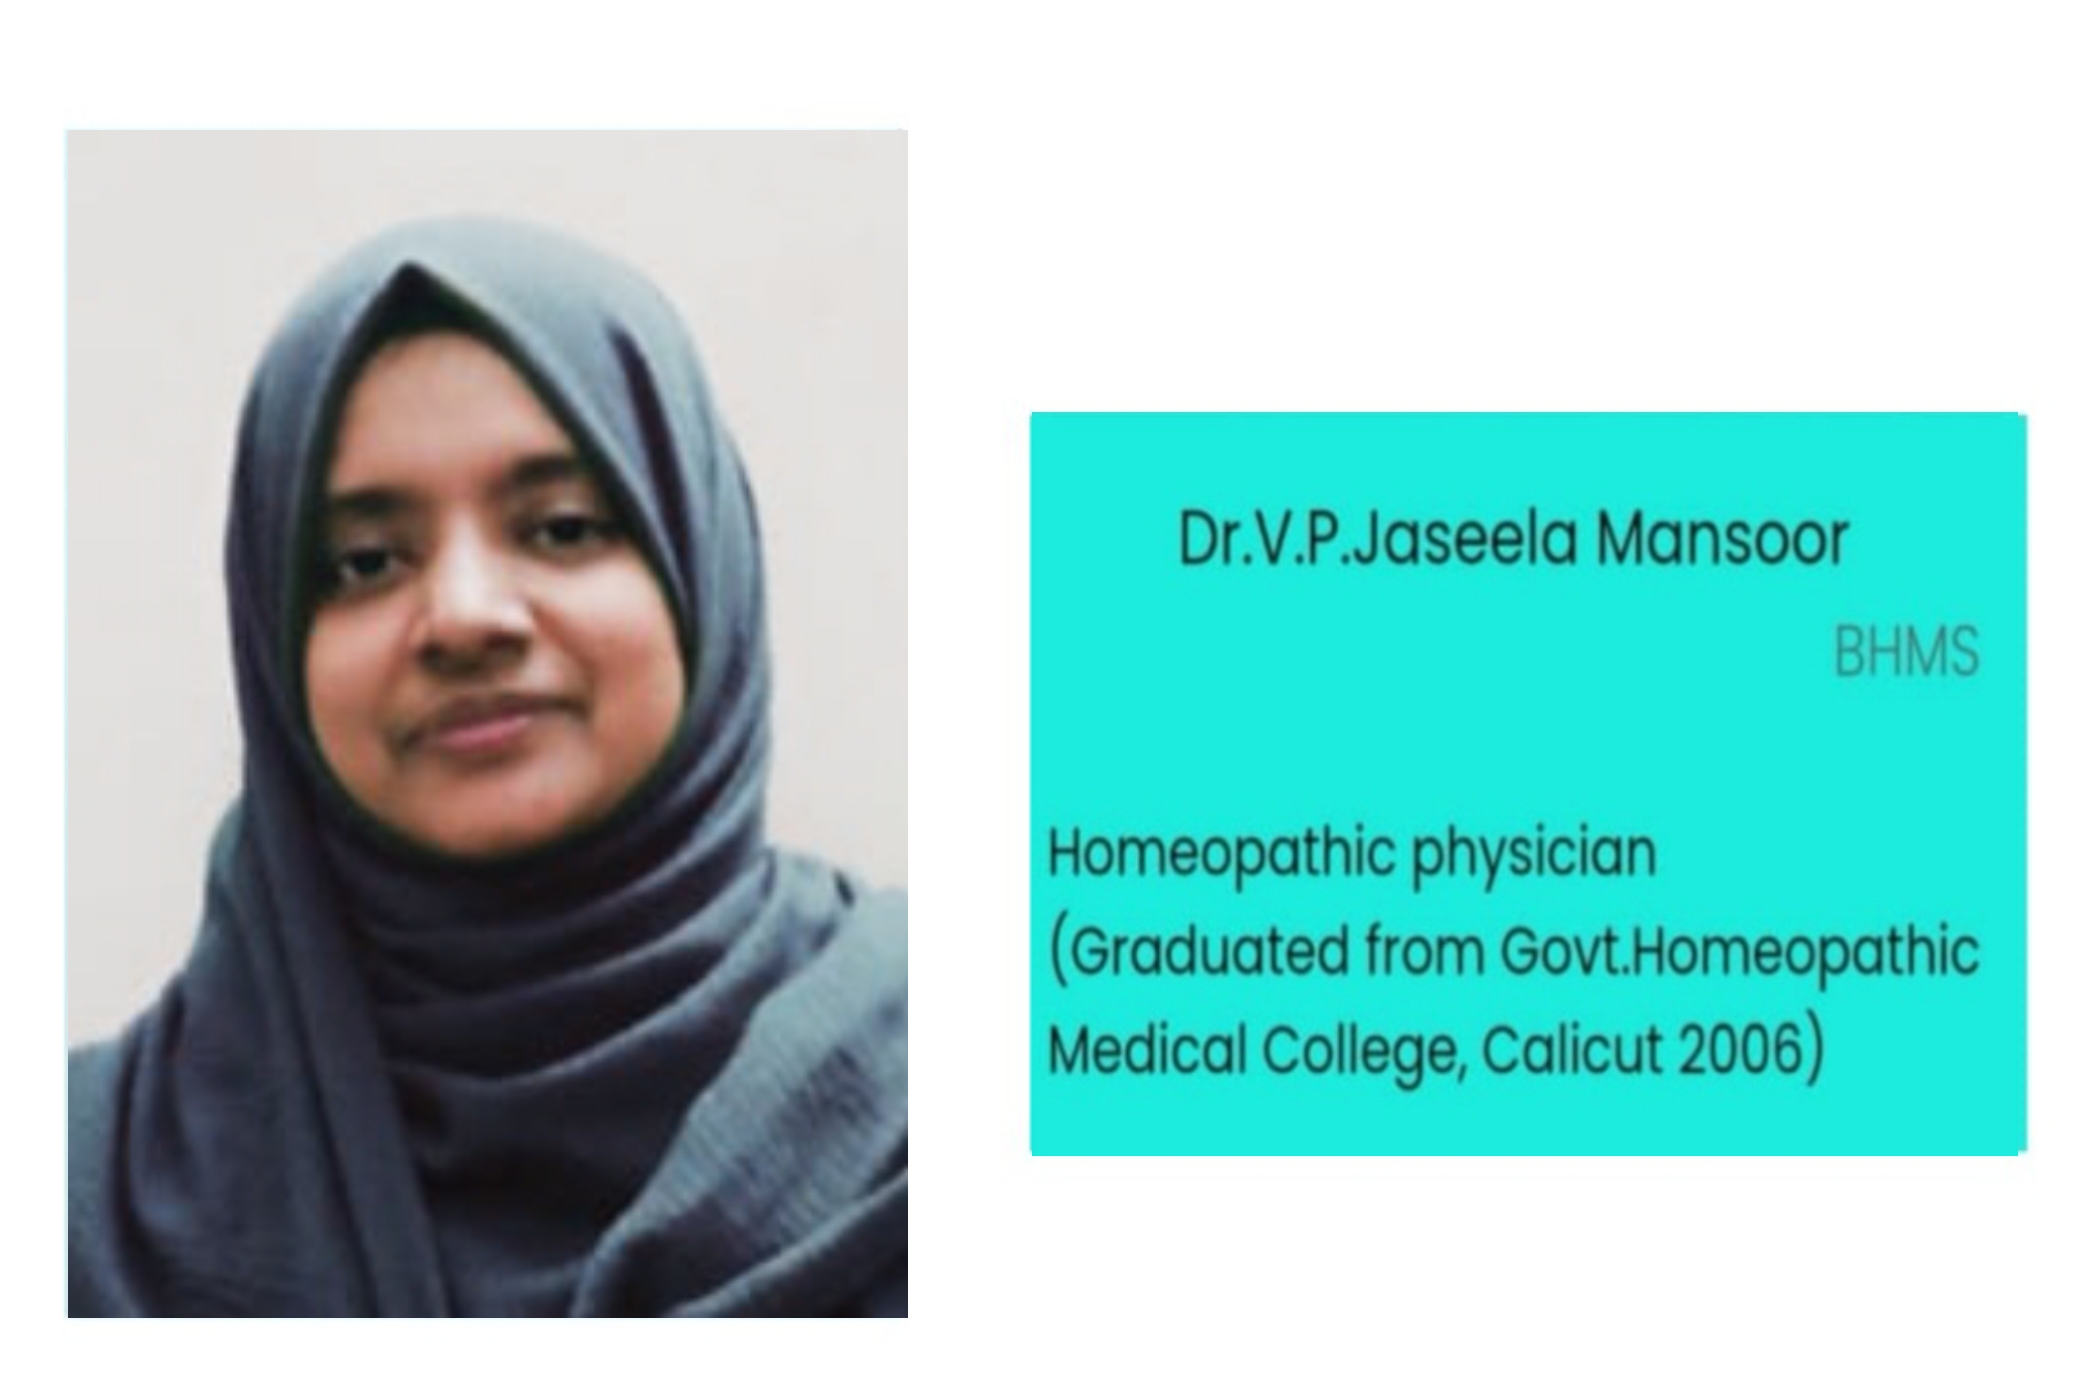 Dr.V.P.Jaseela Mansoor
BHMS
Homeopathic physician
(Graduated from Govt.Homeopathic
Medical College, Calicut 2006)